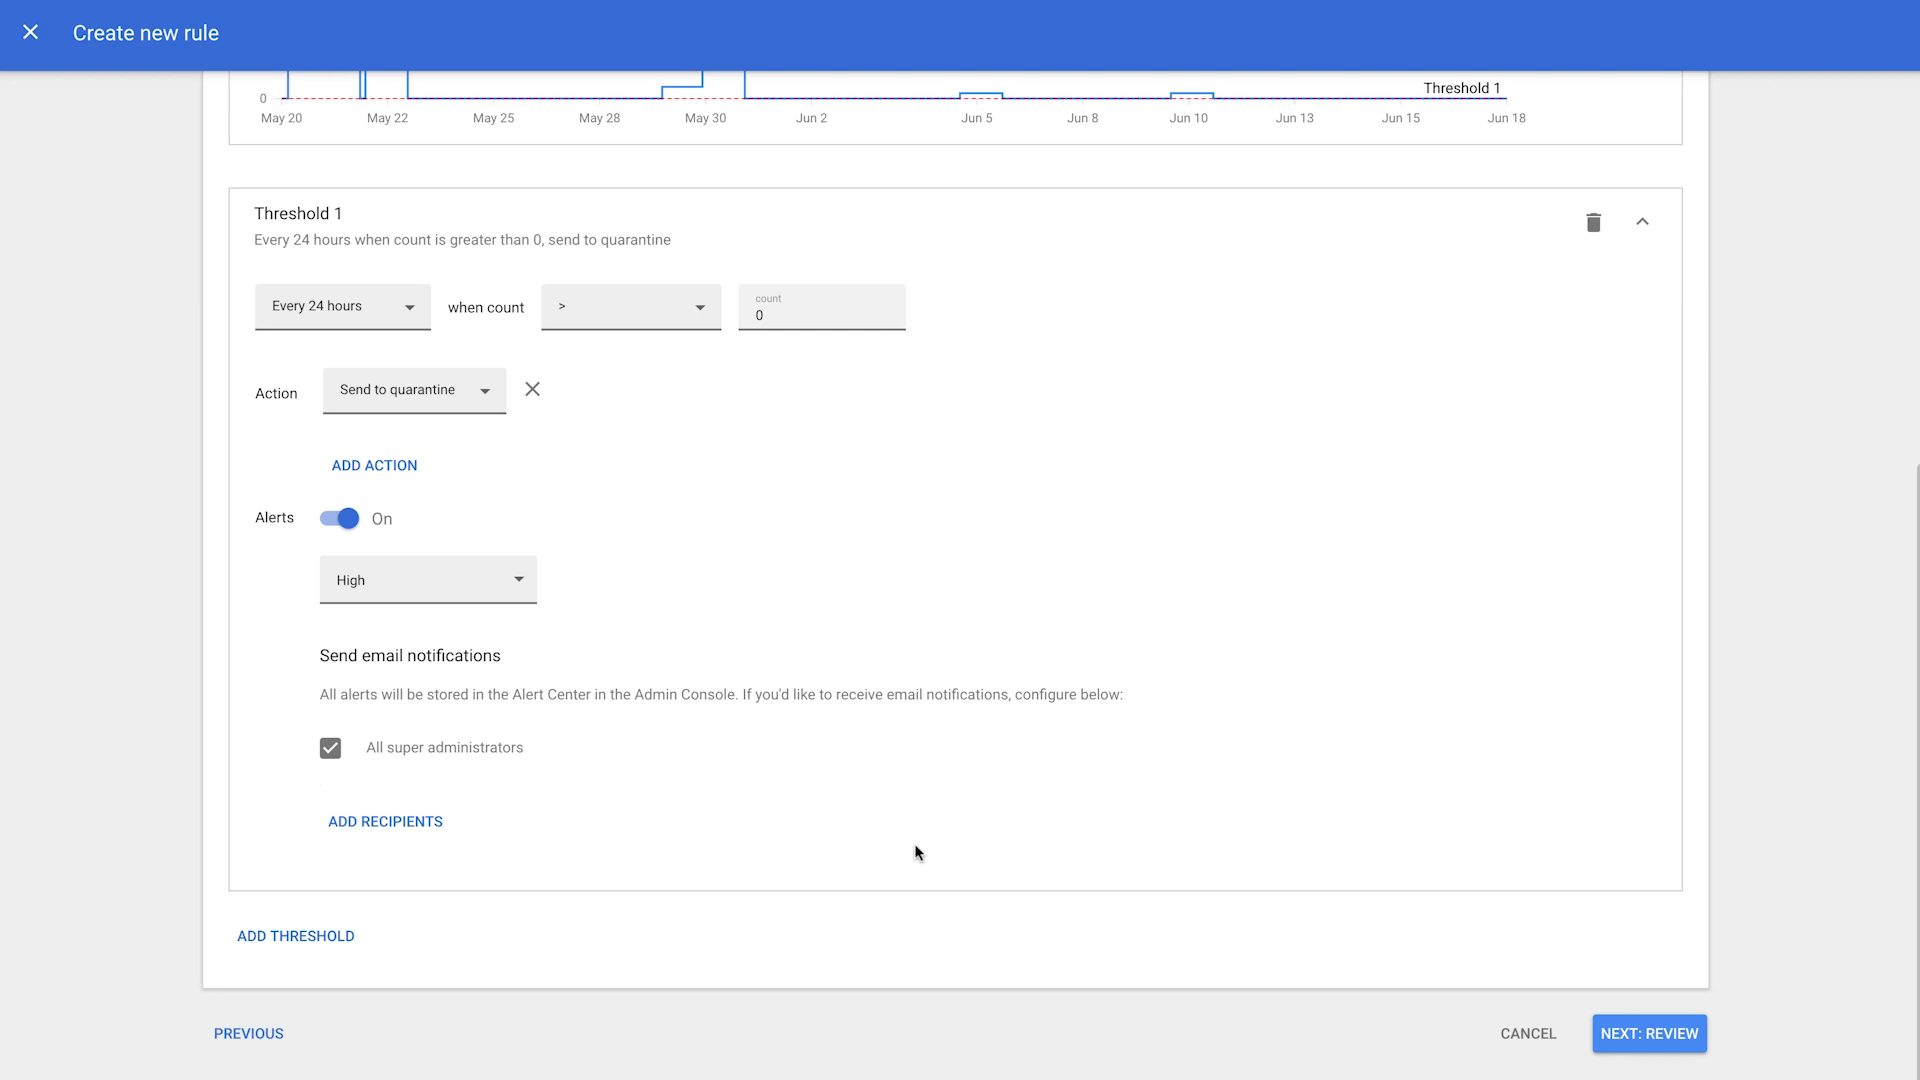 Create new rule
Threshold 1
0
May 20 May 22 May 25 May 28 May 30 Jun 2 Jun 5 Jun 8 Jun 10 Jun 13 Jun 15 Jun 18
Threshold 1
Every 24 hours when count is greater than 0, send to quarantine
Every 24 hours when count > count 0
Action Send to quarantine
ADD ACTION
Alerts On
High
Send email notifications
All alerts will be stored in the Alert Center in the Admin Console. If you'd like to receive email notifications, configure below:
All super administrators
ADD RECIPIENTS
ADD THRESHOLD
PREVIOUS CANCEL NEXT: REVIEW